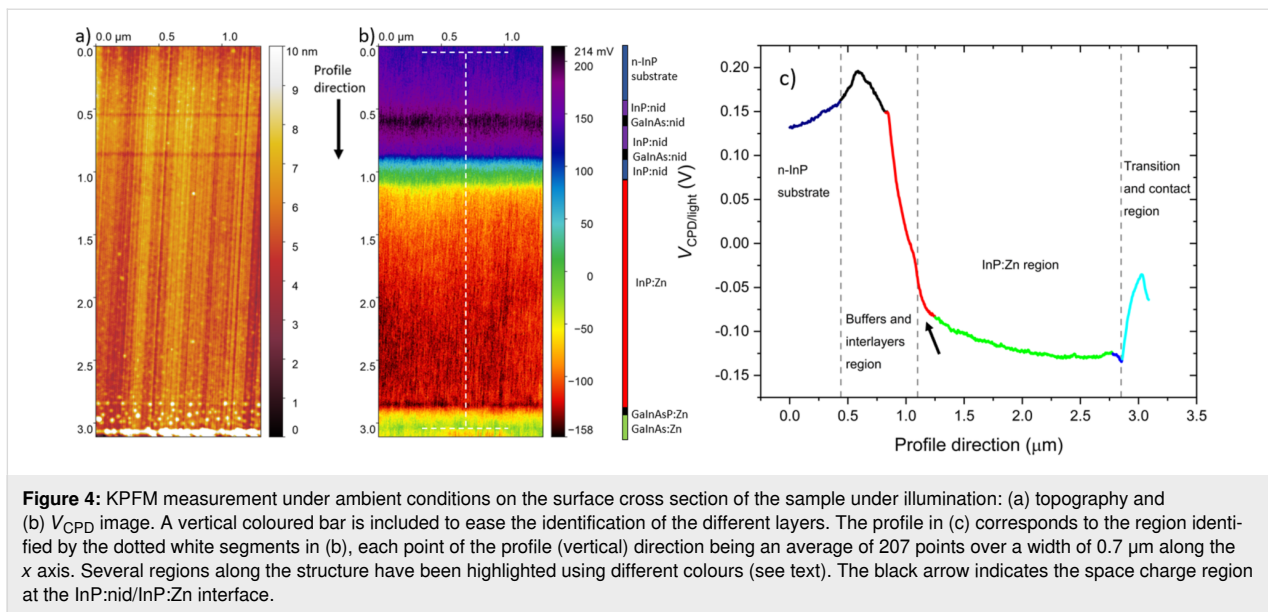 a)
0.0 µm 0.5 1.0
0.0
0.5
1.0
1.5
2.0
2.5
3.0
10 nm
9
8
7
6
5
4
3
2
1
0
Profile
direction
b)
0.0 µm 0.5 1.0
0.0
0.5
1.0
1.5
2.0
2.5
3.0
214 mV
200
150
100
50
0
−50
−100
−158
n-InP
substrate
InP:nid
GaInAs:nid
InP:nid
GaInAs:nid
InP:nid
InP:Zn
GaInAsP:Zn
GaInAs:Zn
c)
VCPD/light (V)
0.20
0.15
0.10
0.05
0.00
-0.05
-0.10
-0.15
n-InP
substrate
Buffers and
interlayers
region
InP:Zn region
Transition
and contact
region
0.0 0.5 1.0 1.5 2.0 2.5 3.0 3.5
Profile direction (µm)
Figure 4: KPFM measurement under ambient conditions on the surface cross section of the sample under illumination: (a) topography and
(b) VCPD image. A vertical coloured bar is included to ease the identification of the different layers. The profile in (c) corresponds to the region identi-
fied by the dotted white segments in (b), each point of the profile (vertical) direction being an average of 207 points over a width of 0.7 µm along the
x axis. Several regions along the structure have been highlighted using different colours (see text). The black arrow indicates the space charge region
at the InP:nid/InP:Zn interface.